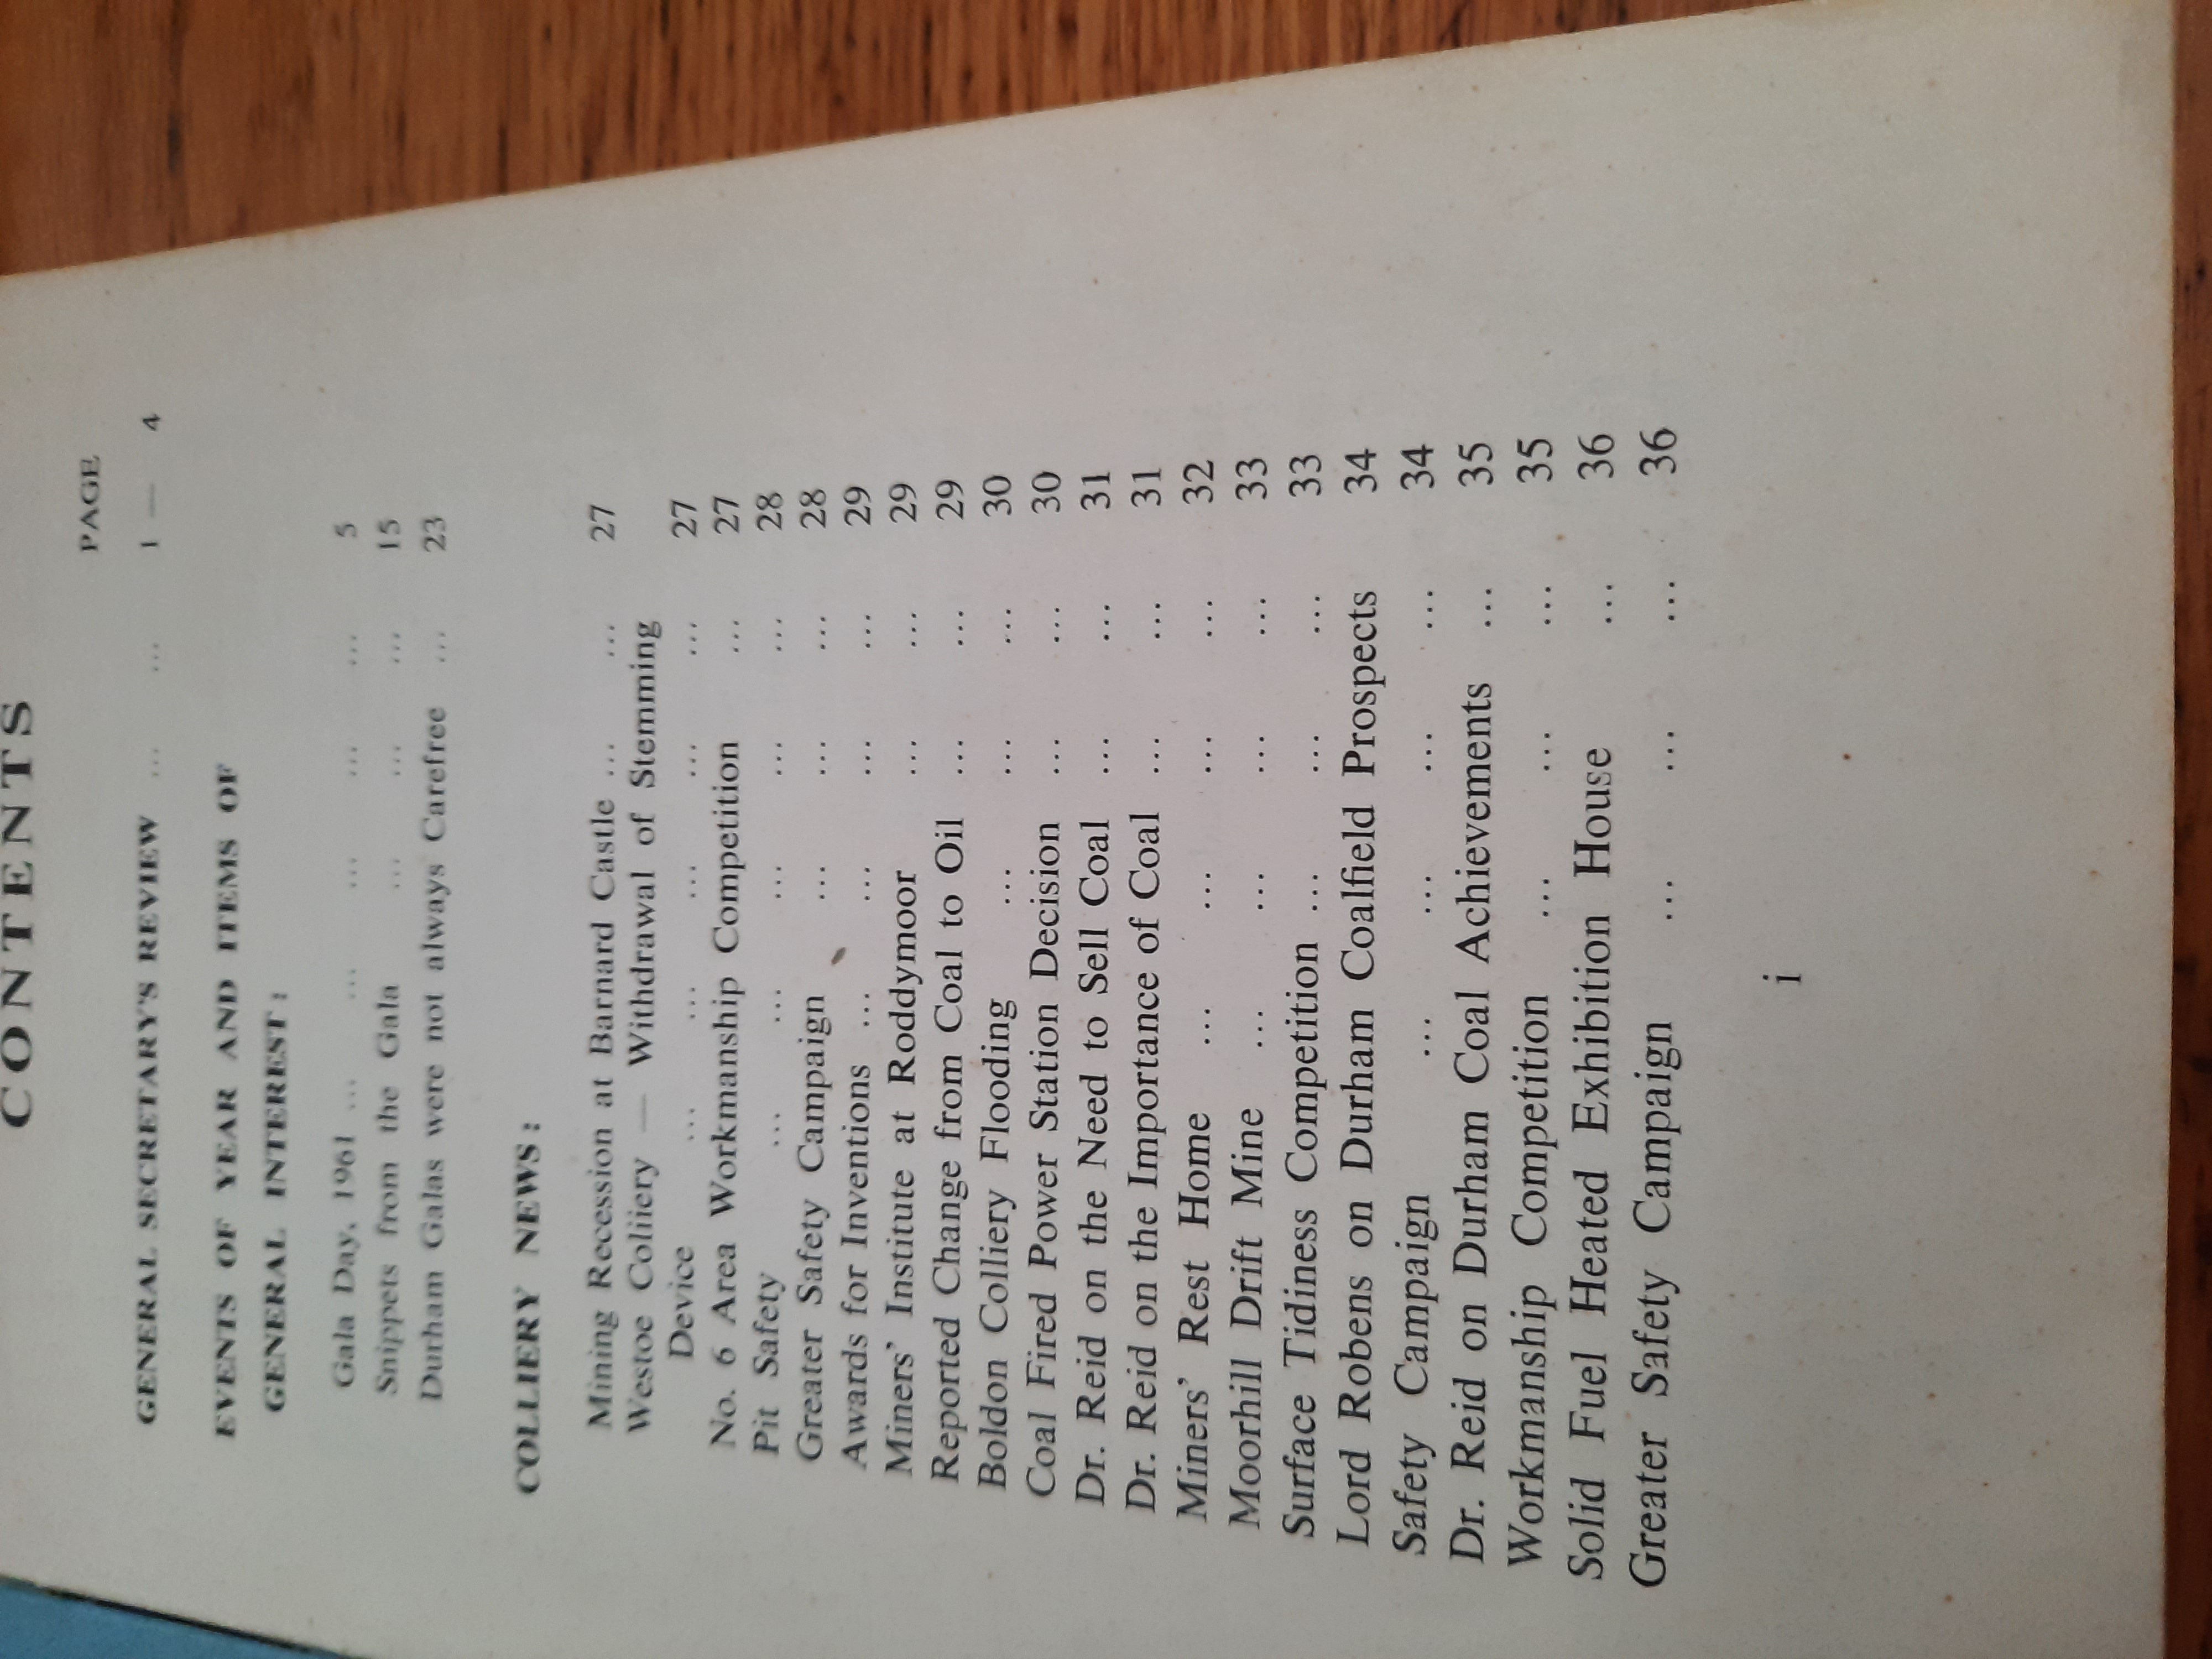 CONTENTS
PAGE
GENERAL SECRETARY'S REVIEW ... ... 1 — 4
EVENTS OF YEAR AND ITEMS OF
GENERAL INTEREST:
Gala Day, 1961 ... ... ... ... ... 5
Snippets from the Gala ... ... ... 15
Durham Galas were not always Carefree ... 23
COLLIERY NEWS:
Mining Recession at Barnard Castle ... ... 27
Westoe Colliery — Withdrawal of Stemming
Device ... ... ... ... ... 27
No. 6 Area Workmanship Competition ... 27
Pit Safety ... ... ... ... ... 28
Greater Safety Campaign ... ... ... 28
Awards for Inventions ... ... ... ... 29
Miners' Institute at Roddymoor ... ... 29
Reported Change from Coal to Oil ... ... 29
Boldon Colliery Flooding ... ... ... 30
Coal Fired Power Station Decision ... ... 30
Dr. Reid on the Need to Sell Coal ... ... 31
Dr. Reid on the Importance of Coal ... ... 31
Miners' Rest Home ... ... ... ... 32
Moorhill Drift Mine ... ... ... ... 33
Surface Tidiness Competition ... ... ... 33
Lord Robens on Durham Coalfield Prospects 34
Safety Campaign ... ... ... ... 34
Dr. Reid on Durham Coal Achievements ... 35
Workmanship Competition ... ... ... 35
Solid Fuel Heated Exhibition House ... 36
Greater Safety Campaign ... ... ... 36
i